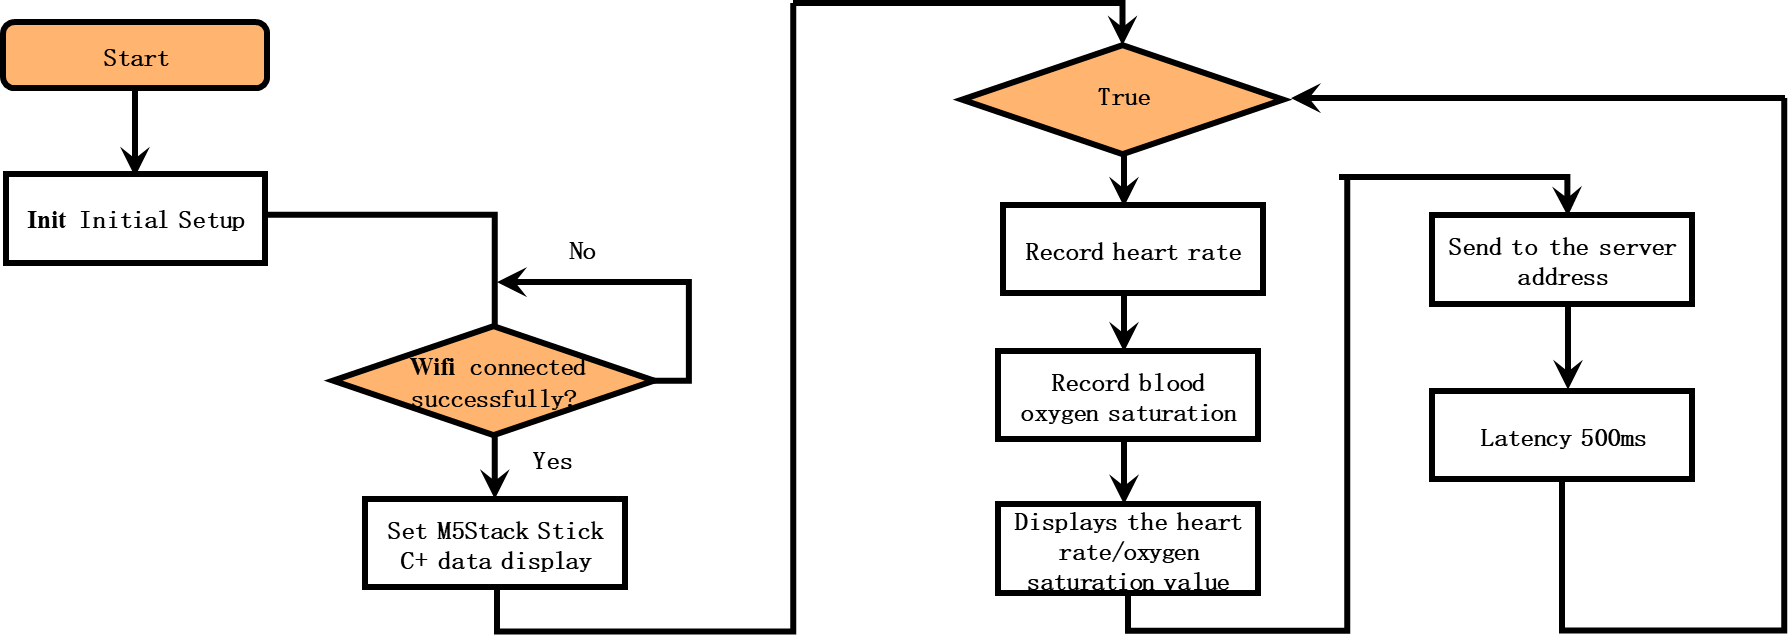 Start
Init Initial Setup
No
Wifi connected
successfully?
Yes
Set M5Stack Stick
C+ data display
True
Record heart rate
Record blood
oxygen saturation
Displays the heart
rate/oxygen
saturation value
Send to the server
address
Latency 500ms